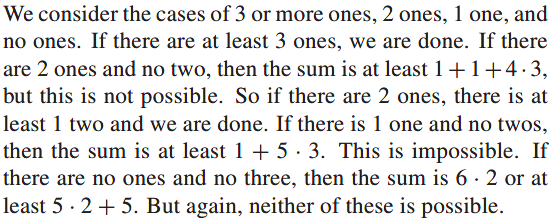 We consider the cases of 3 or more ones, 2 ones, 1 one, and
no ones. If there are at least 3 ones, we are done. If there
are 2 ones and no two, then the sum is at least 1+1+4·3,
but this is not possible. So if there are 2 ones, there is at
least 1 two and we are done. If there is 1 one and no twos,
then the sum is at least 1 + 5 · 3. This is impossible. If
there are no ones and no three, then the sum is 6 · 2 or at
least 5 · 2 + 5. But again, neither of these is possible.